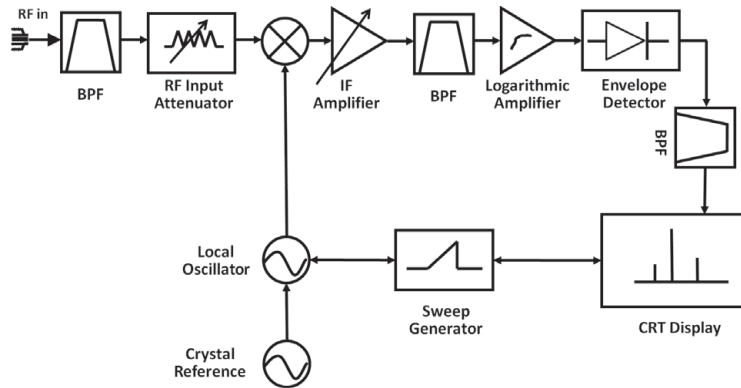 RF in
BPF
RF Input
Attenuator
IF
Amplifier
BPF
Logarithmic
Amplifier
Envelope
Detector
BPF
Local
Oscillator
Sweep
Generator
CRT Display
Crystal
Reference